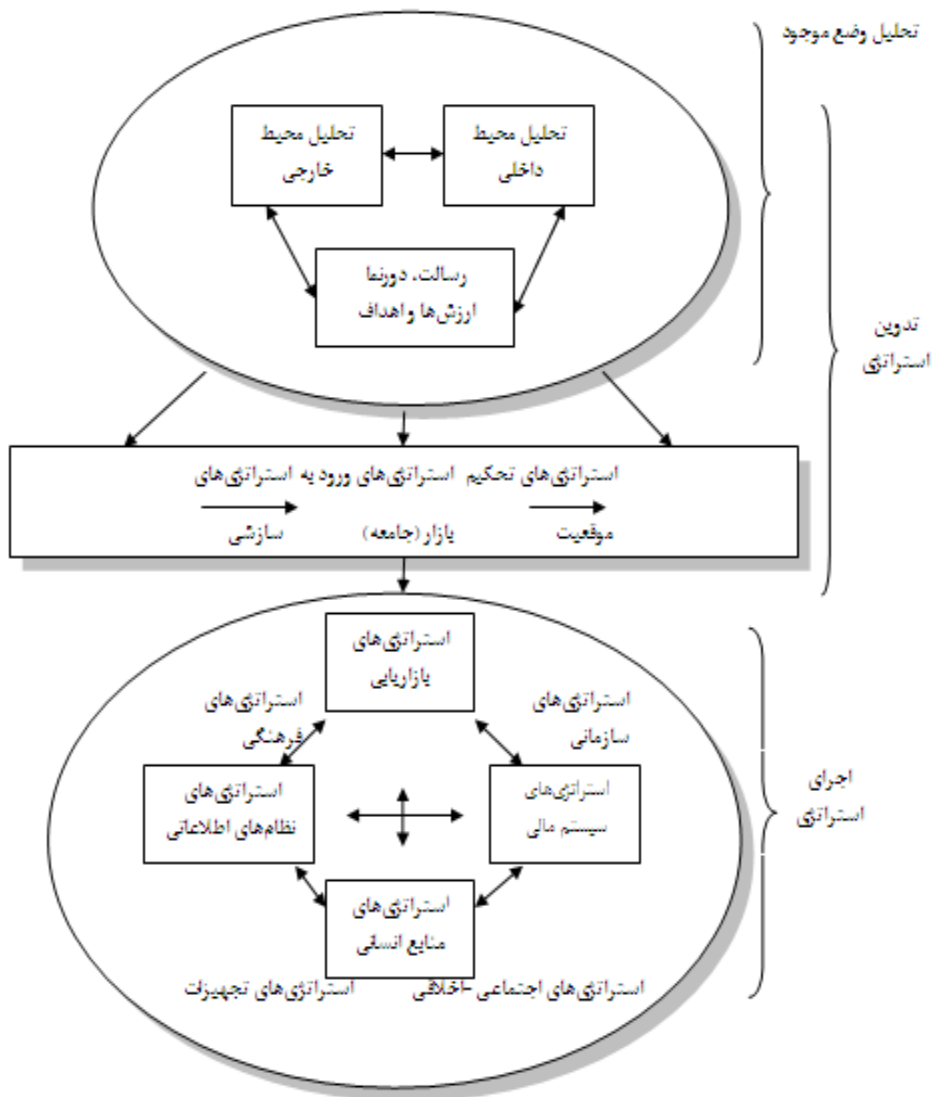 تحلیل وضع موجود
تحلیل محیط
داخلی
تحلیل محیط
خارجی
رسالت، دورنما
ارزش‌ها و اهداف
تدوین
استراتژی
استراتژی‌های تحکیم
موقعیت
استراتژی‌های ورود به
بازار (جامعه)
استراتژی‌های
سازشی
استراتژی‌های
بازاریابی
استراتژی‌های
سازمانی
استراتژی‌های
فرهنگی
استراتژی‌های
سیستم مالی
استراتژی‌های
نظام‌های اطلاعاتی
اجرای
استراتژی
استراتژی‌های
منابع انسانی
استراتژی‌های اجتماعی -اخلاقی
استراتژی‌های تجهیزات